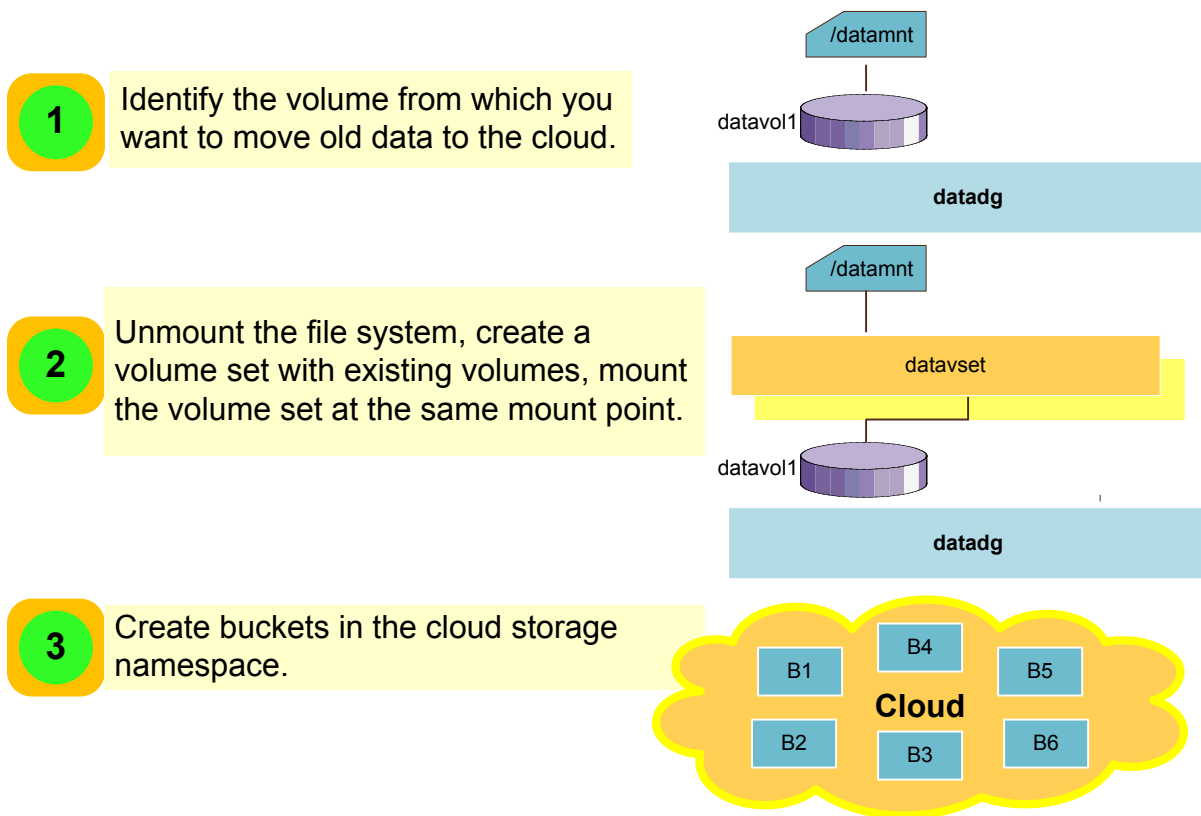 /datamnt
1
Identify the volume from which you
want to move old data to the cloud.
datavol1
datadg
/datamnt
2
Unmount the file system, create a
volume set with existing volumes, mount
the volume set at the same mount point.
datavset
datavol1
datadg
3
Create buckets in the cloud storage
namespace.
B4
B1
B5
Cloud
B2
B3
B6